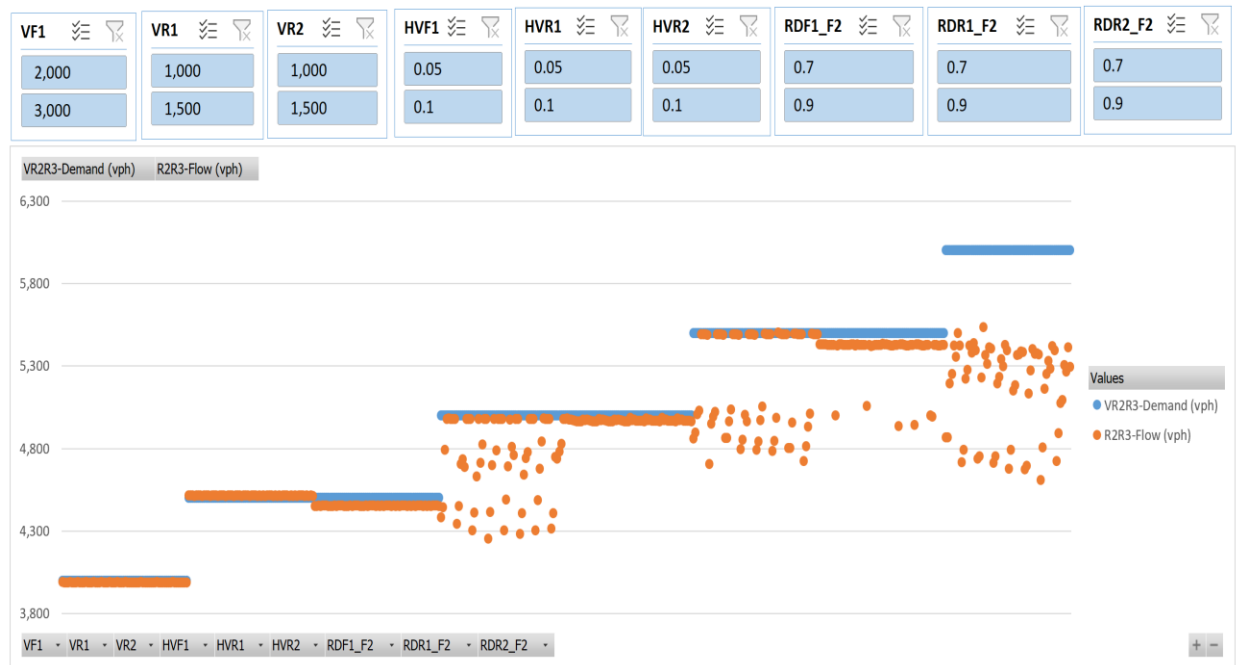 VF1 VR1 VR2 HVF1 HVR1 HVR2 RDF1_F2 RDR1_F2 RDR2_F2
2,000 1,000 1,000 0.05 0.05 0.05 0.7 0.7 0.7
3,000 1,500 1,500 0.1 0.1 0.1 0.9 0.9 0.9
VR2R3-Demand (vph) R2R3-Flow (vph)
6,300
5,800
5,300
4,800
4,300
3,800
Values
VR2R3-Demand (vph)
R2R3-Flow (vph)
VF1 VR1 VR2 HVF1 HVR1 HVR2 RDF1_F2 RDR1_F2 RDR2_F2 + −